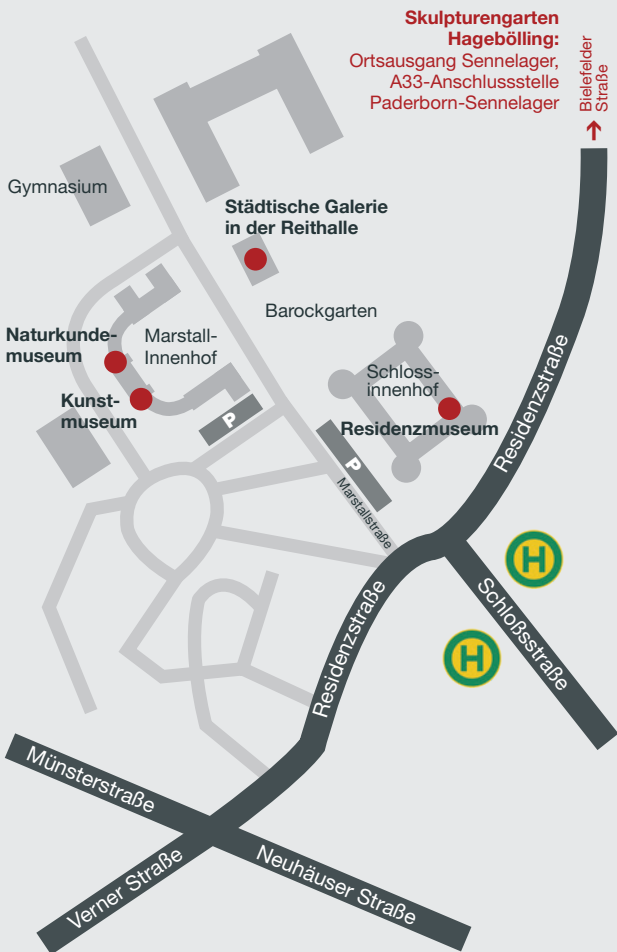 Skulpturengarten
Hagebölling:
Ortsausgang Sennelager,
A33-Anschlussstelle
Paderborn-Sennelager
Bielefelder
Straße
Gymnasium
Städtische Galerie
in der Reithalle
Barockgarten
Naturkunde-
museum
Marstall-
Innenhof
Kunst-
museum
P
Schloss-
innenhof
Residenzmuseum
P
Marstallstraße
Residenzstraße
H
Schloßstraße
H
Residenzstraße
Münsterstraße
Verner Straße
Neuhäuser Straße